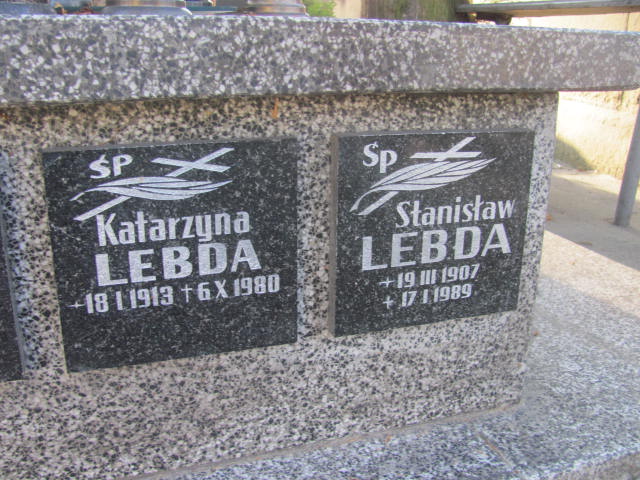 ŚP
Katarzyna
LEBDA
+18 I 1913 +6 X 1980
Śp
Stanisław
LEBDA
+19 III 1907
+17 I 1989